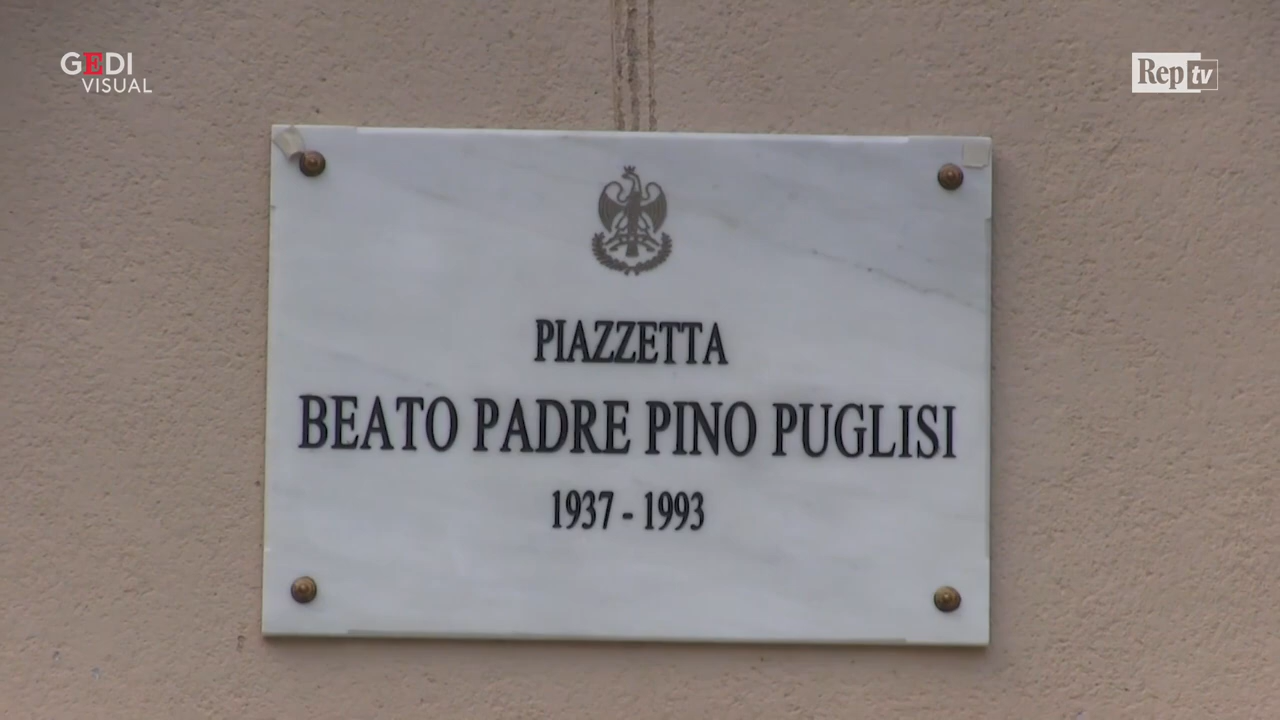 GEDI
VISUAL
Rep tv
PIAZZETTA
BEATO PADRE PINO PUGLISI
1937 - 1993